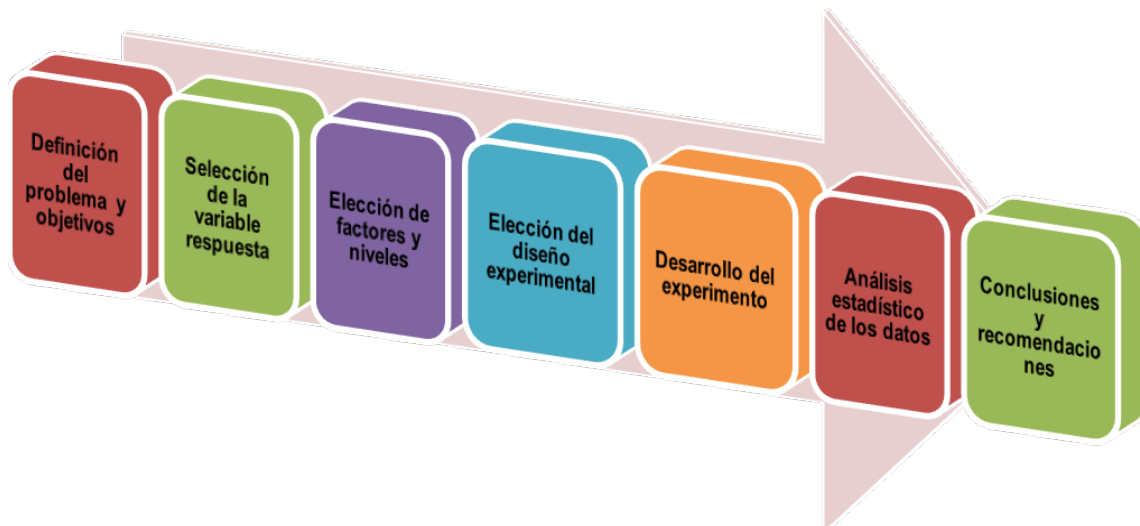 Definición
del
problema y
objetivos
Selección
de la
variable
respuesta
Elección de
factores y
niveles
Elección del
diseño
experimental
Desarrollo del
experimento
Análisis
estadístico
de los datos
Conclusiones
y
recomendacio
nes